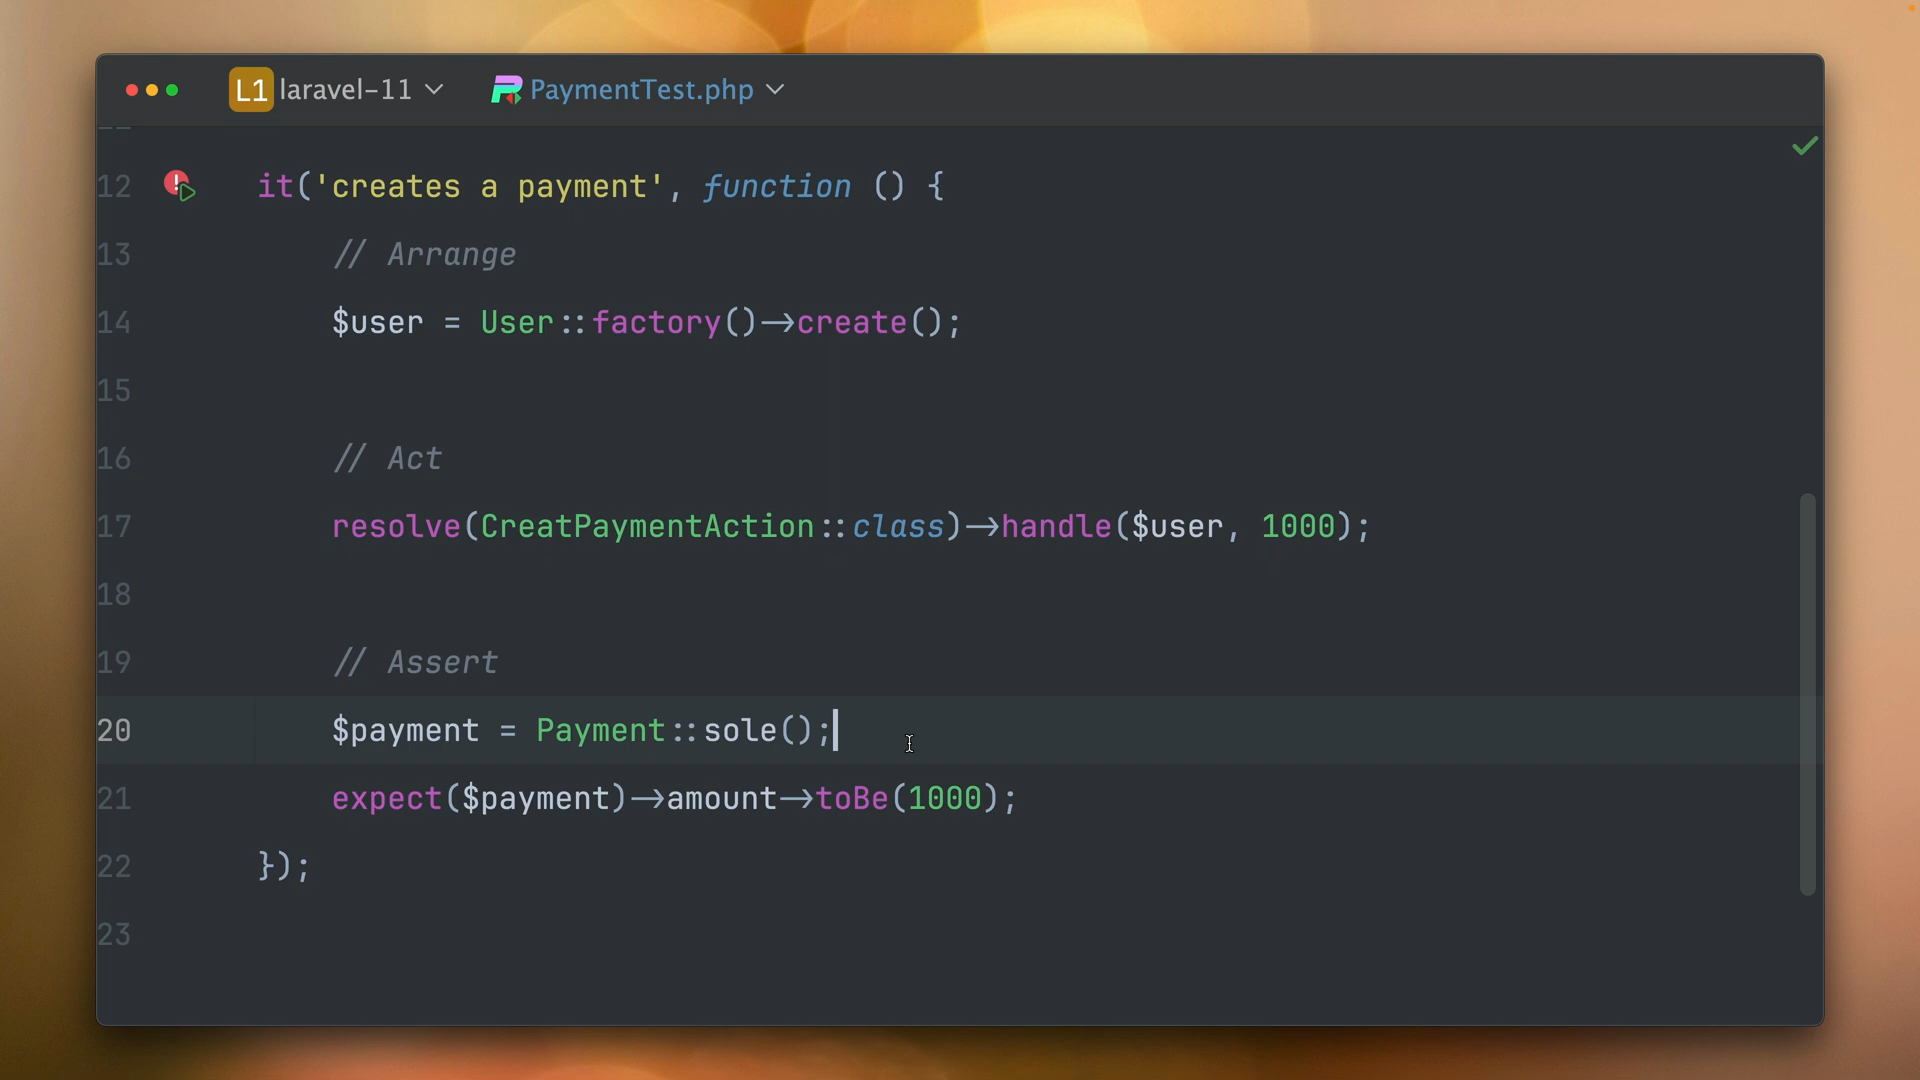 L1 laravel-11 PaymentTest.php
12 it('creates a payment', function () {
13 // Arrange
14 $user = User::factory()->create();
15
16 // Act
17 resolve(CreatPaymentAction::class)->handle($user, 1000);
18
19 // Assert
20 $payment = Payment::sole();
21 expect($payment)->amount->toBe(1000);
22 });
23